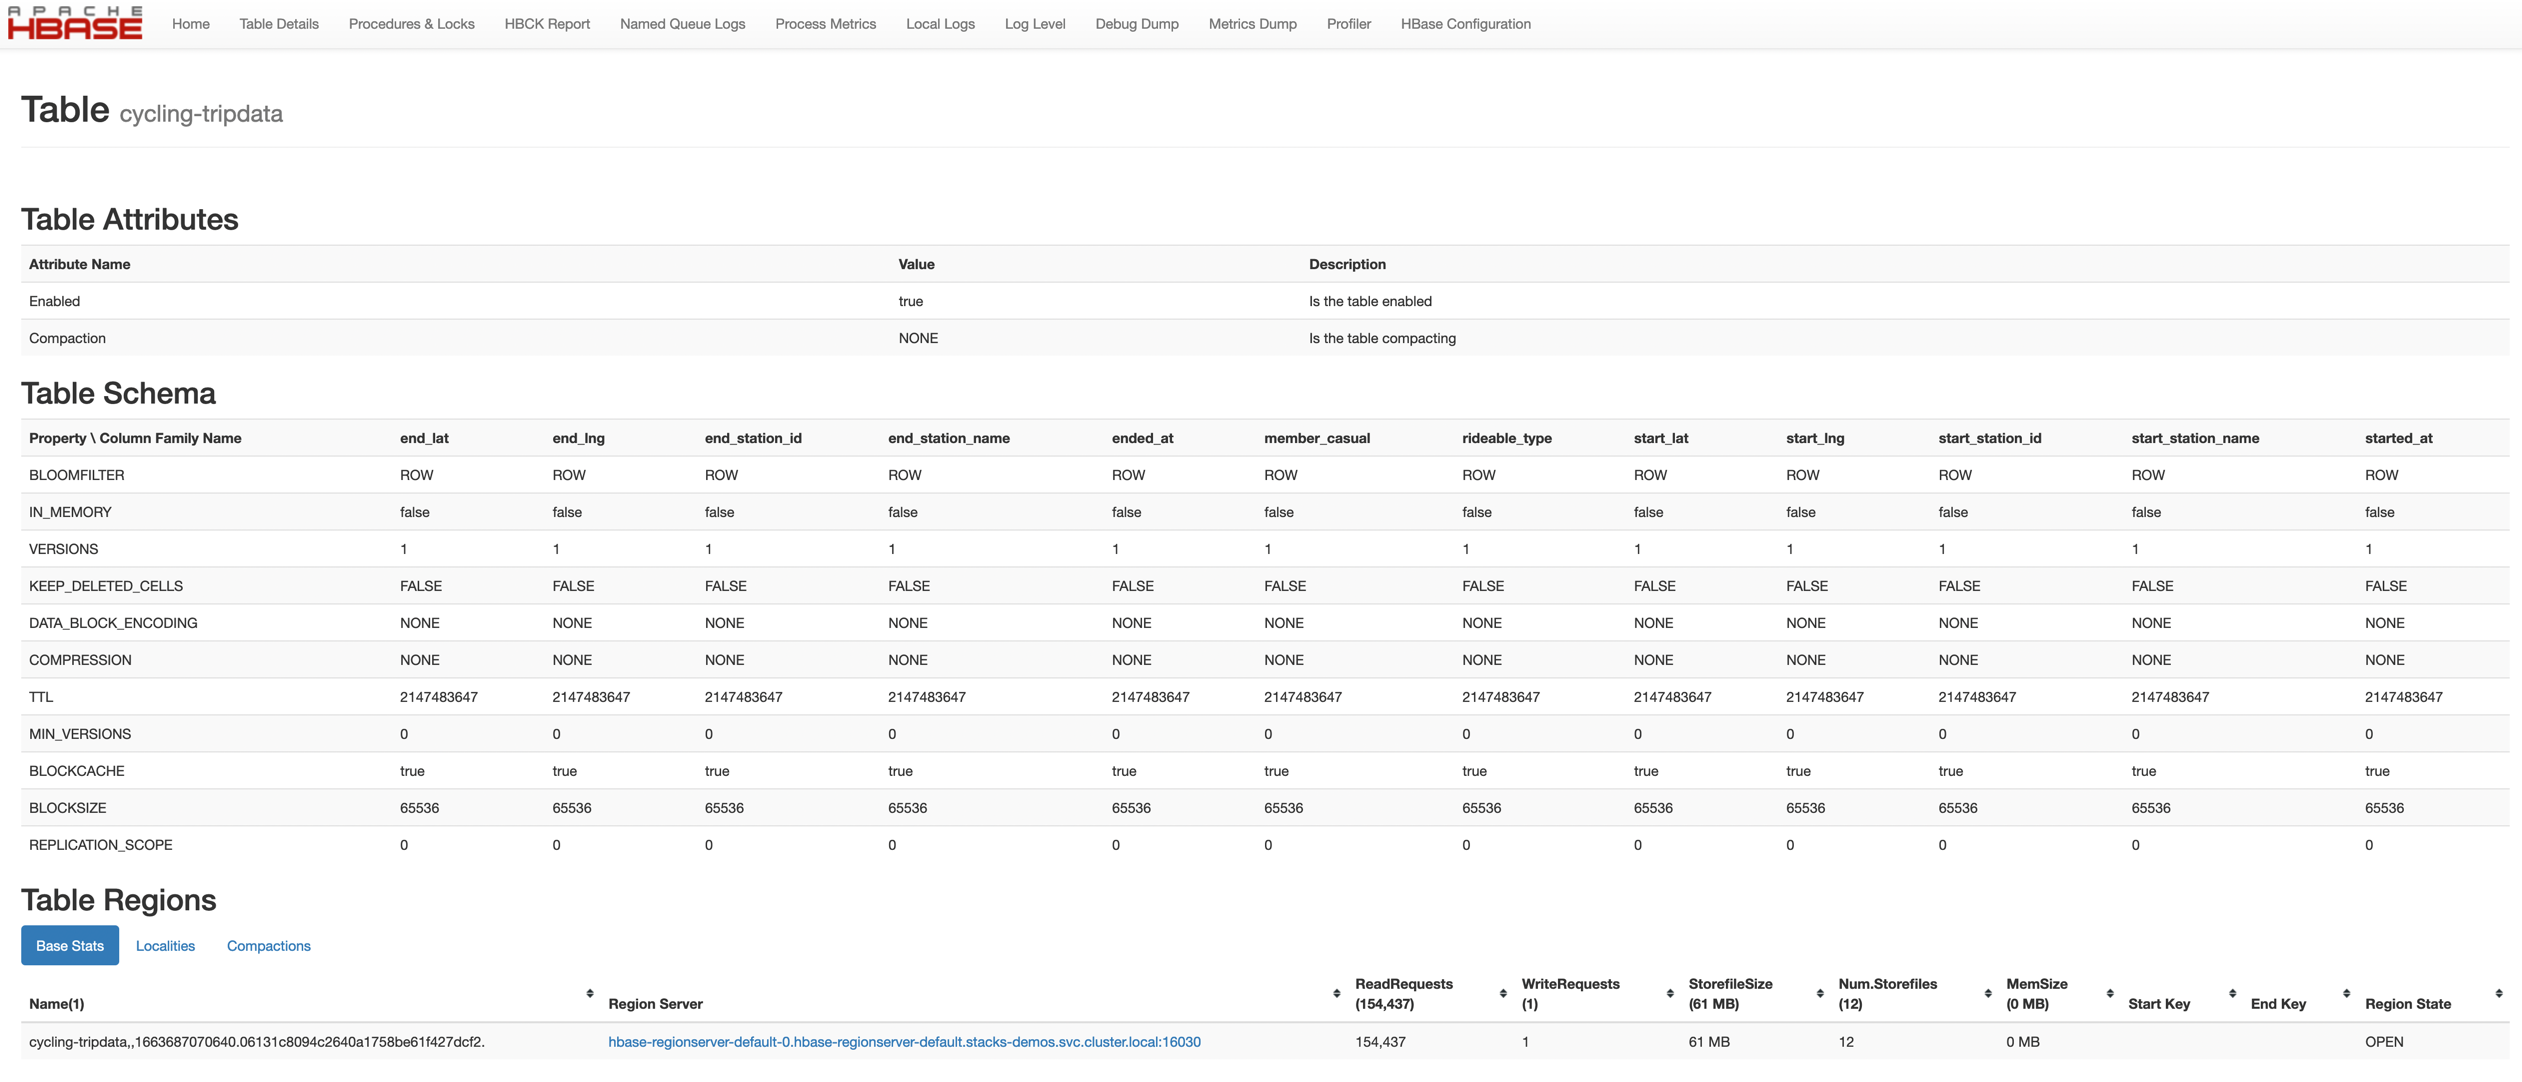 APACHE
HBASE
Home Table Details Procedures & Locks HBCK Report Named Queue Logs Process Metrics Local Logs Log Level Debug Dump Metrics Dump Profiler HBase Configuration
Table cycling-tripdata
Table Attributes
Attribute Name Value Description
Enabled true Is the table enabled
Compaction NONE Is the table compacting
Table Schema
Property \ Column Family Name end_lat end_lng end_station_id end_station_name ended_at member_casual rideable_type start_lat start_lng start_station_id start_station_name started_at
BLOOMFILTER ROW ROW ROW ROW ROW ROW ROW ROW ROW ROW ROW ROW
IN_MEMORY false false false false false false false false false false false false
VERSIONS 1 1 1 1 1 1 1 1 1 1 1 1
KEEP_DELETED_CELLS FALSE FALSE FALSE FALSE FALSE FALSE FALSE FALSE FALSE FALSE FALSE FALSE
DATA_BLOCK_ENCODING NONE NONE NONE NONE NONE NONE NONE NONE NONE NONE NONE NONE
COMPRESSION NONE NONE NONE NONE NONE NONE NONE NONE NONE NONE NONE NONE
TTL 2147483647 2147483647 2147483647 2147483647 2147483647 2147483647 2147483647 2147483647 2147483647 2147483647 2147483647 2147483647
MIN_VERSIONS 0 0 0 0 0 0 0 0 0 0 0 0
BLOCKCACHE true true true true true true true true true true true true
BLOCKSIZE 65536 65536 65536 65536 65536 65536 65536 65536 65536 65536 65536 65536
REPLICATION_SCOPE 0 0 0 0 0 0 0 0 0 0 0 0
Table Regions
Base Stats Localities Compactions
ReadRequests WriteRequests StorefileSize Num.Storefiles MemSize
Name(1) Region Server (154,437) (1) (61 MB) (12) (0 MB) Start Key End Key Region State
cycling-tripdata,,1663687070640.06131c8094c2640a1758be61f427dcf2. hbase-regionserver-default-0.hbase-regionserver-default.stacks-demos.svc.cluster.local:16030 154,437 1 61 MB 12 0 MB OPEN